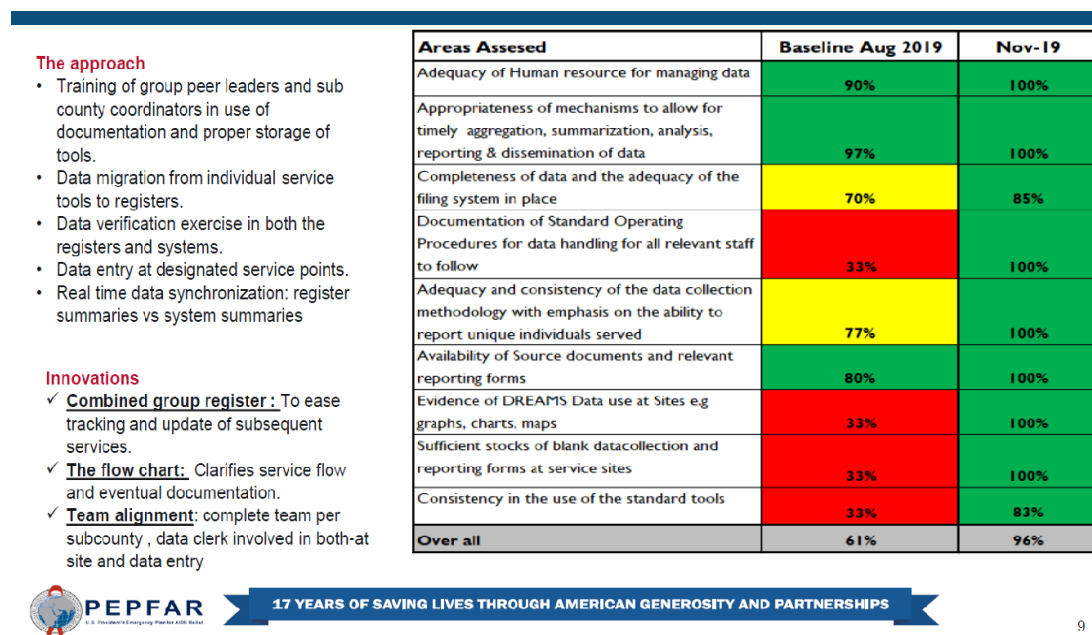 The approach
• Training of group peer leaders and sub
county coordinators in use of
documentation and proper storage of
tools.
• Data migration from individual service
tools to registers.
• Data verification exercise in both the
registers and systems.
• Data entry at designated service points.
• Real time data synchronization: register
summaries vs system summaries
Innovations
✓ Combined group register : To ease
tracking and update of subsequent
services.
✓ The flow chart: Clarifies service flow
and eventual documentation.
✓ Team alignment: complete team per
subcounty , data clerk involved in both-at
site and data entry
Areas Assesed Baseline Aug 2019 Nov-19
Adequacy of Human resource for managing data
90% 100%
Appropriateness of mechanisms to allow for
timely aggregation, summarization, analysis,
reporting & dissemination of data 97% 100%
Completeness of data and the adequacy of the
filing system in place 70% 85%
Documentation of Standard Operating
Procedures for data handling for all relevant staff
to follow 33% 100%
Adequacy and consistency of the data collection
methodology with emphasis on the ability to
report unique individuals served 77% 100%
Availability of Source documents and relevant
reporting forms 80% 100%
Evidence of DREAMS Data use at Sites e.g
graphs, charts, maps 33% 100%
Sufficient stocks of blank datacollection and
reporting forms at service sites 33% 100%
Consistency in the use of the standard tools
33% 83%
Over all 61% 96%
PEPFAR
U.S. President's Emergency Plan for AIDS Relief
17 YEARS OF SAVING LIVES THROUGH AMERICAN GENEROSITY AND PARTNERSHIPS
9